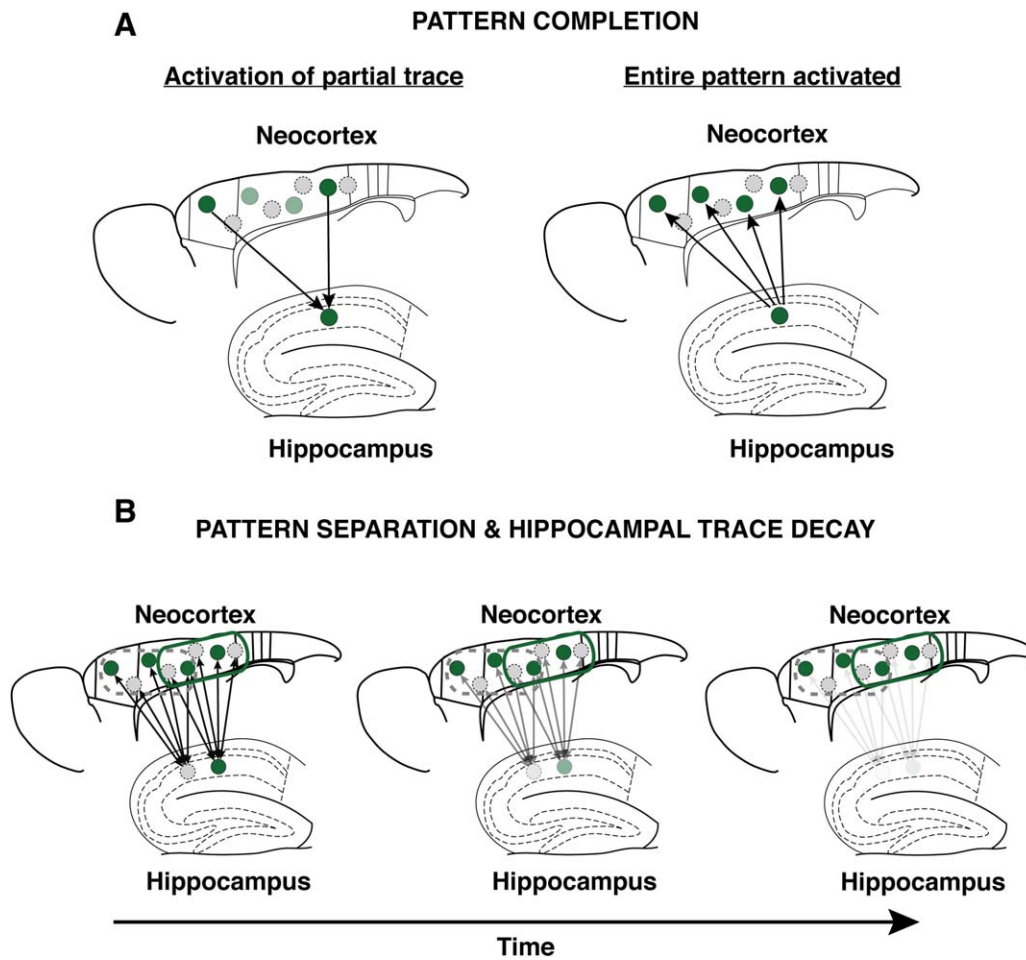 A
PATTERN COMPLETION
Activation of partial trace
Entire pattern activated
Neocortex
Neocortex
Hippocampus
Hippocampus
B
PATTERN SEPARATION & HIPPOCAMPAL TRACE DECAY
Neocortex
Neocortex
Neocortex
Hippocampus
Hippocampus
Hippocampus
Time